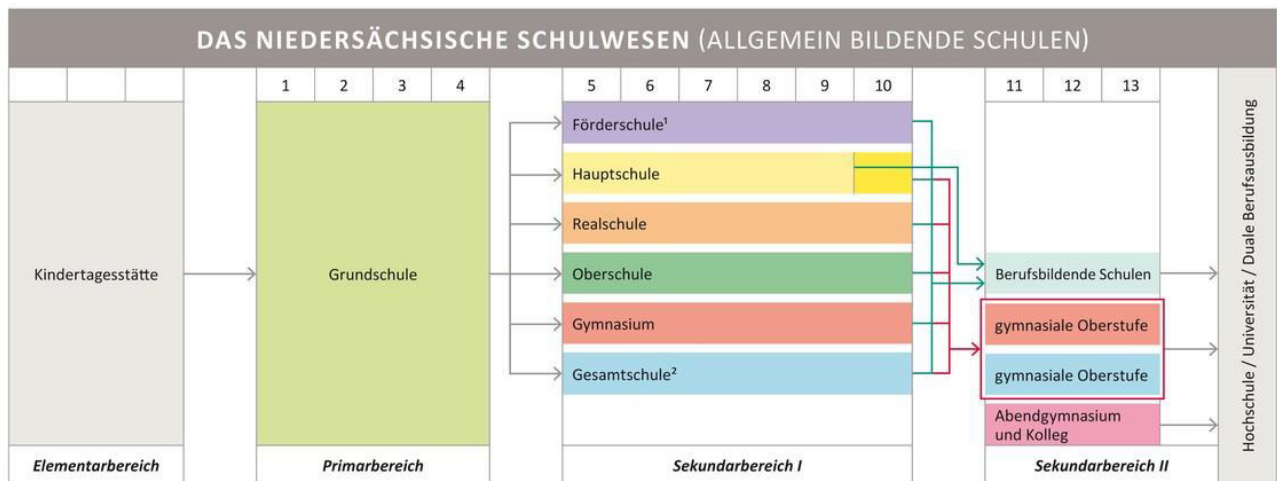 DAS NIEDERSÄCHSISCHE SCHULWESEN (ALLGEMEIN BILDENDE SCHULEN)
1 2 3 4 5 6 7 8 9 10 11 12 13
Kindertagesstätte
Grundschule
Förderschule¹
Hauptschule
Realschule
Oberschule
Gymnasium
Gesamtschule²
Berufsbildende Schulen
gymnasiale Oberstufe
gymnasiale Oberstufe
Abendgymnasium
und Kolleg
Hochschule / Universität / Duale Berufsausbildung
Elementarbereich
Primarbereich
Sekundarbereich I
Sekundarbereich II